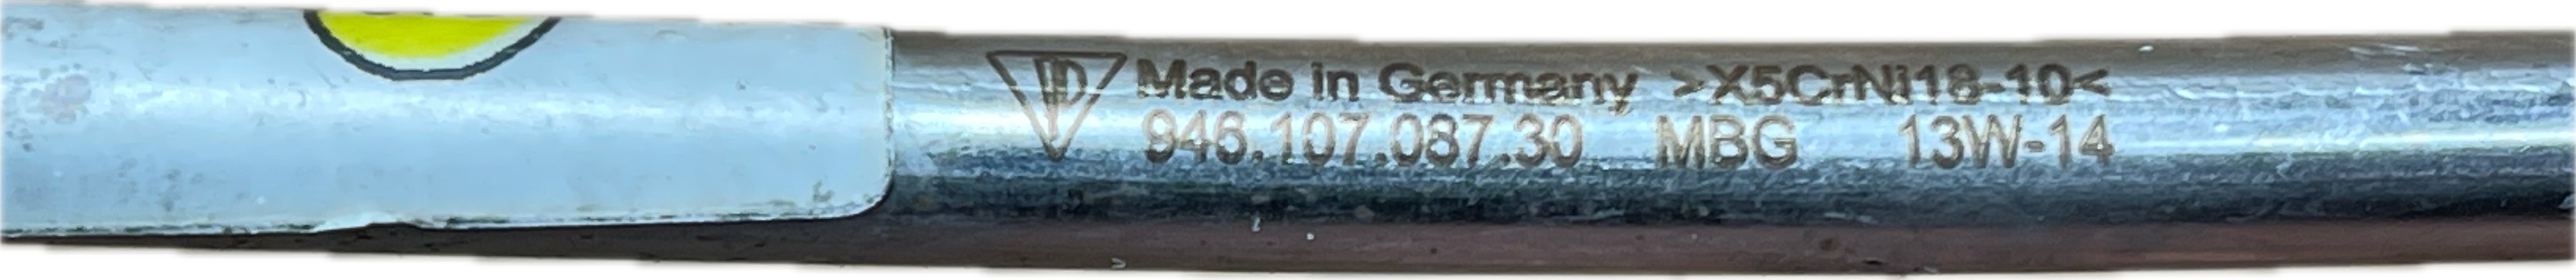 Made in Germany >X5CrNi18-10<
946.107.087.30 MBG 13W-14